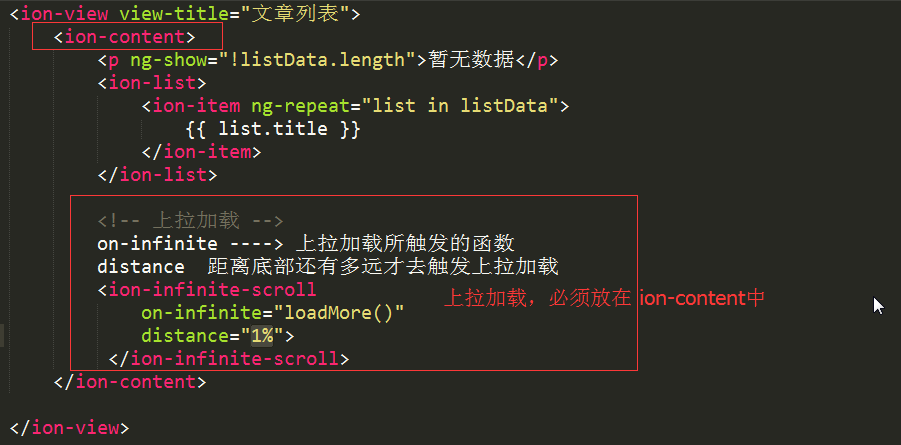 <ion-view view-title="文章列表">
<ion-content>
<p ng-show="!listData.length">暂无数据</p>
<ion-list>
<ion-item ng-repeat="list in listData">
{{ list.title }}
</ion-item>
</ion-list>
<!-- 上拉加载 -->
on-infinite ----> 上拉加载所触发的函数
distance 距离底部还有多远才去触发上拉加载
<ion-infinite-scroll
上拉加载，必须放在 ion-content中
on-infinite="loadMore()"
distance="1%">
</ion-infinite-scroll>
</ion-content>
</ion-view>